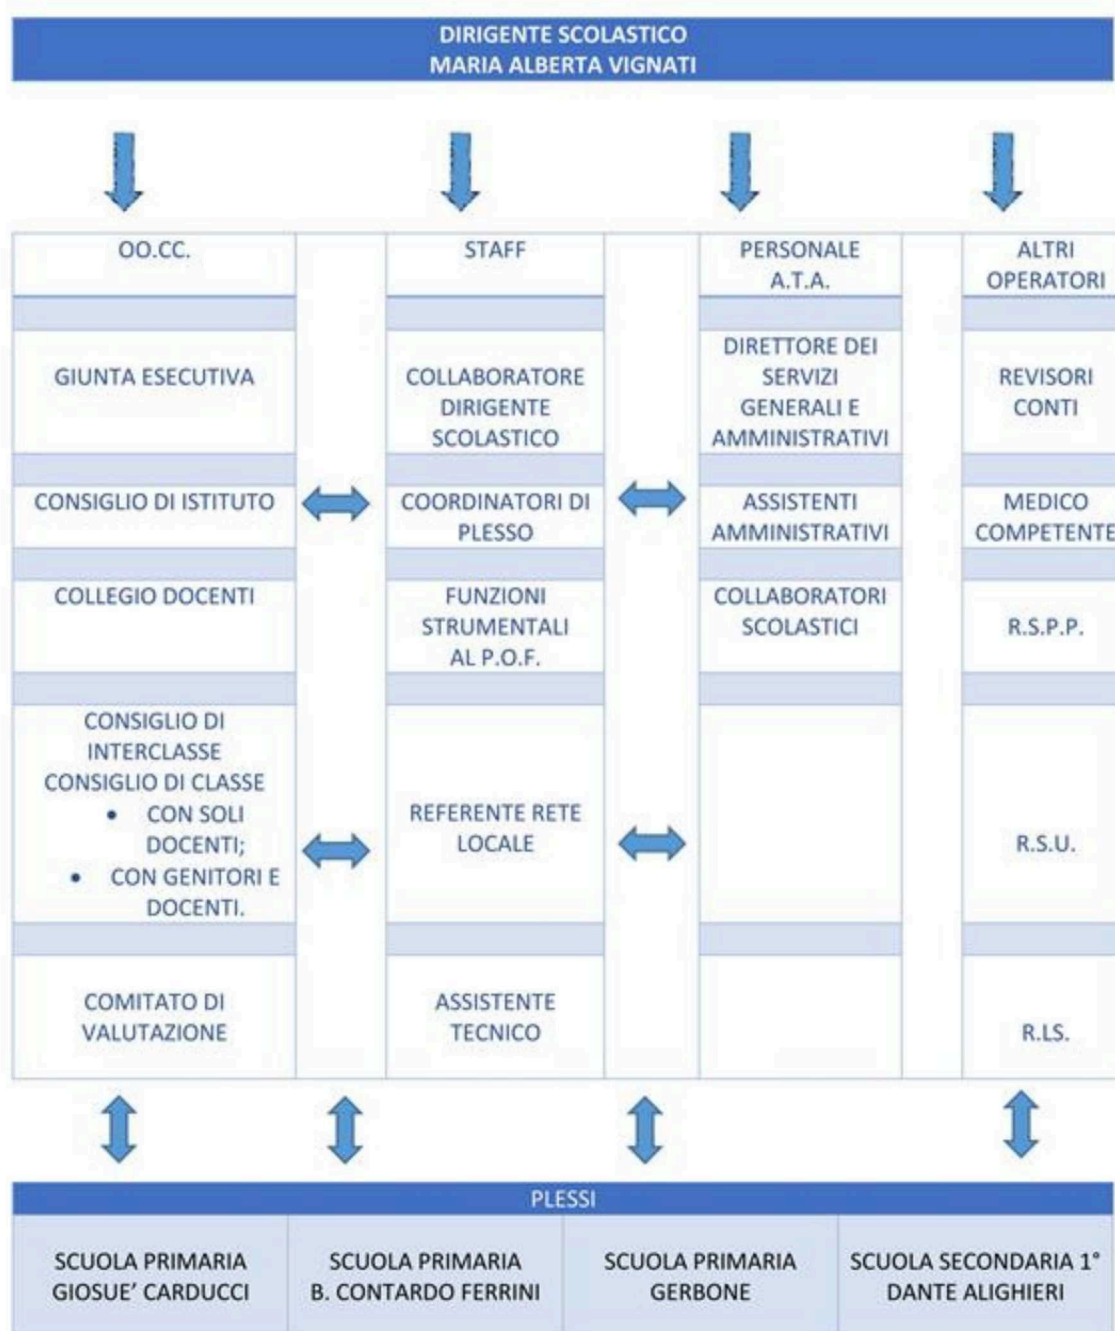 DIRIGENTE SCOLASTICO
MARIA ALBERTA VIGNATI
OO.CC.
STAFF
PERSONALE
A.T.A.
ALTRI
OPERATORI
GIUNTA ESECUTIVA
COLLABORATORE
DIRIGENTE
SCOLASTICO
DIRETTORE DEI
SERVIZI
GENERALI E
AMMINISTRATIVI
REVISORI
CONTI
CONSIGLIO DI ISTITUTO
COORDINATORI DI
PLESSO
ASSISTENTI
AMMINISTRATIVI
MEDICO
COMPETENTE
COLLEGIO DOCENTI
FUNZIONI
STRUMENTALI
AL P.O.F.
COLLABORATORI
SCOLASTICI
R.S.P.P.
CONSIGLIO DI
INTERCLASSE
CONSIGLIO DI CLASSE
• CON SOLI
DOCENTI;
• CON GENITORI E
DOCENTI.
REFERENTE RETE
LOCALE
R.S.U.
COMITATO DI
VALUTAZIONE
ASSISTENTE
TECNICO
R.LS.
PLESSI
SCUOLA PRIMARIA
GIOSUE’ CARDUCCI
SCUOLA PRIMARIA
B. CONTARDO FERRINI
SCUOLA PRIMARIA
GERBONE
SCUOLA SECONDARIA 1°
DANTE ALIGHIERI